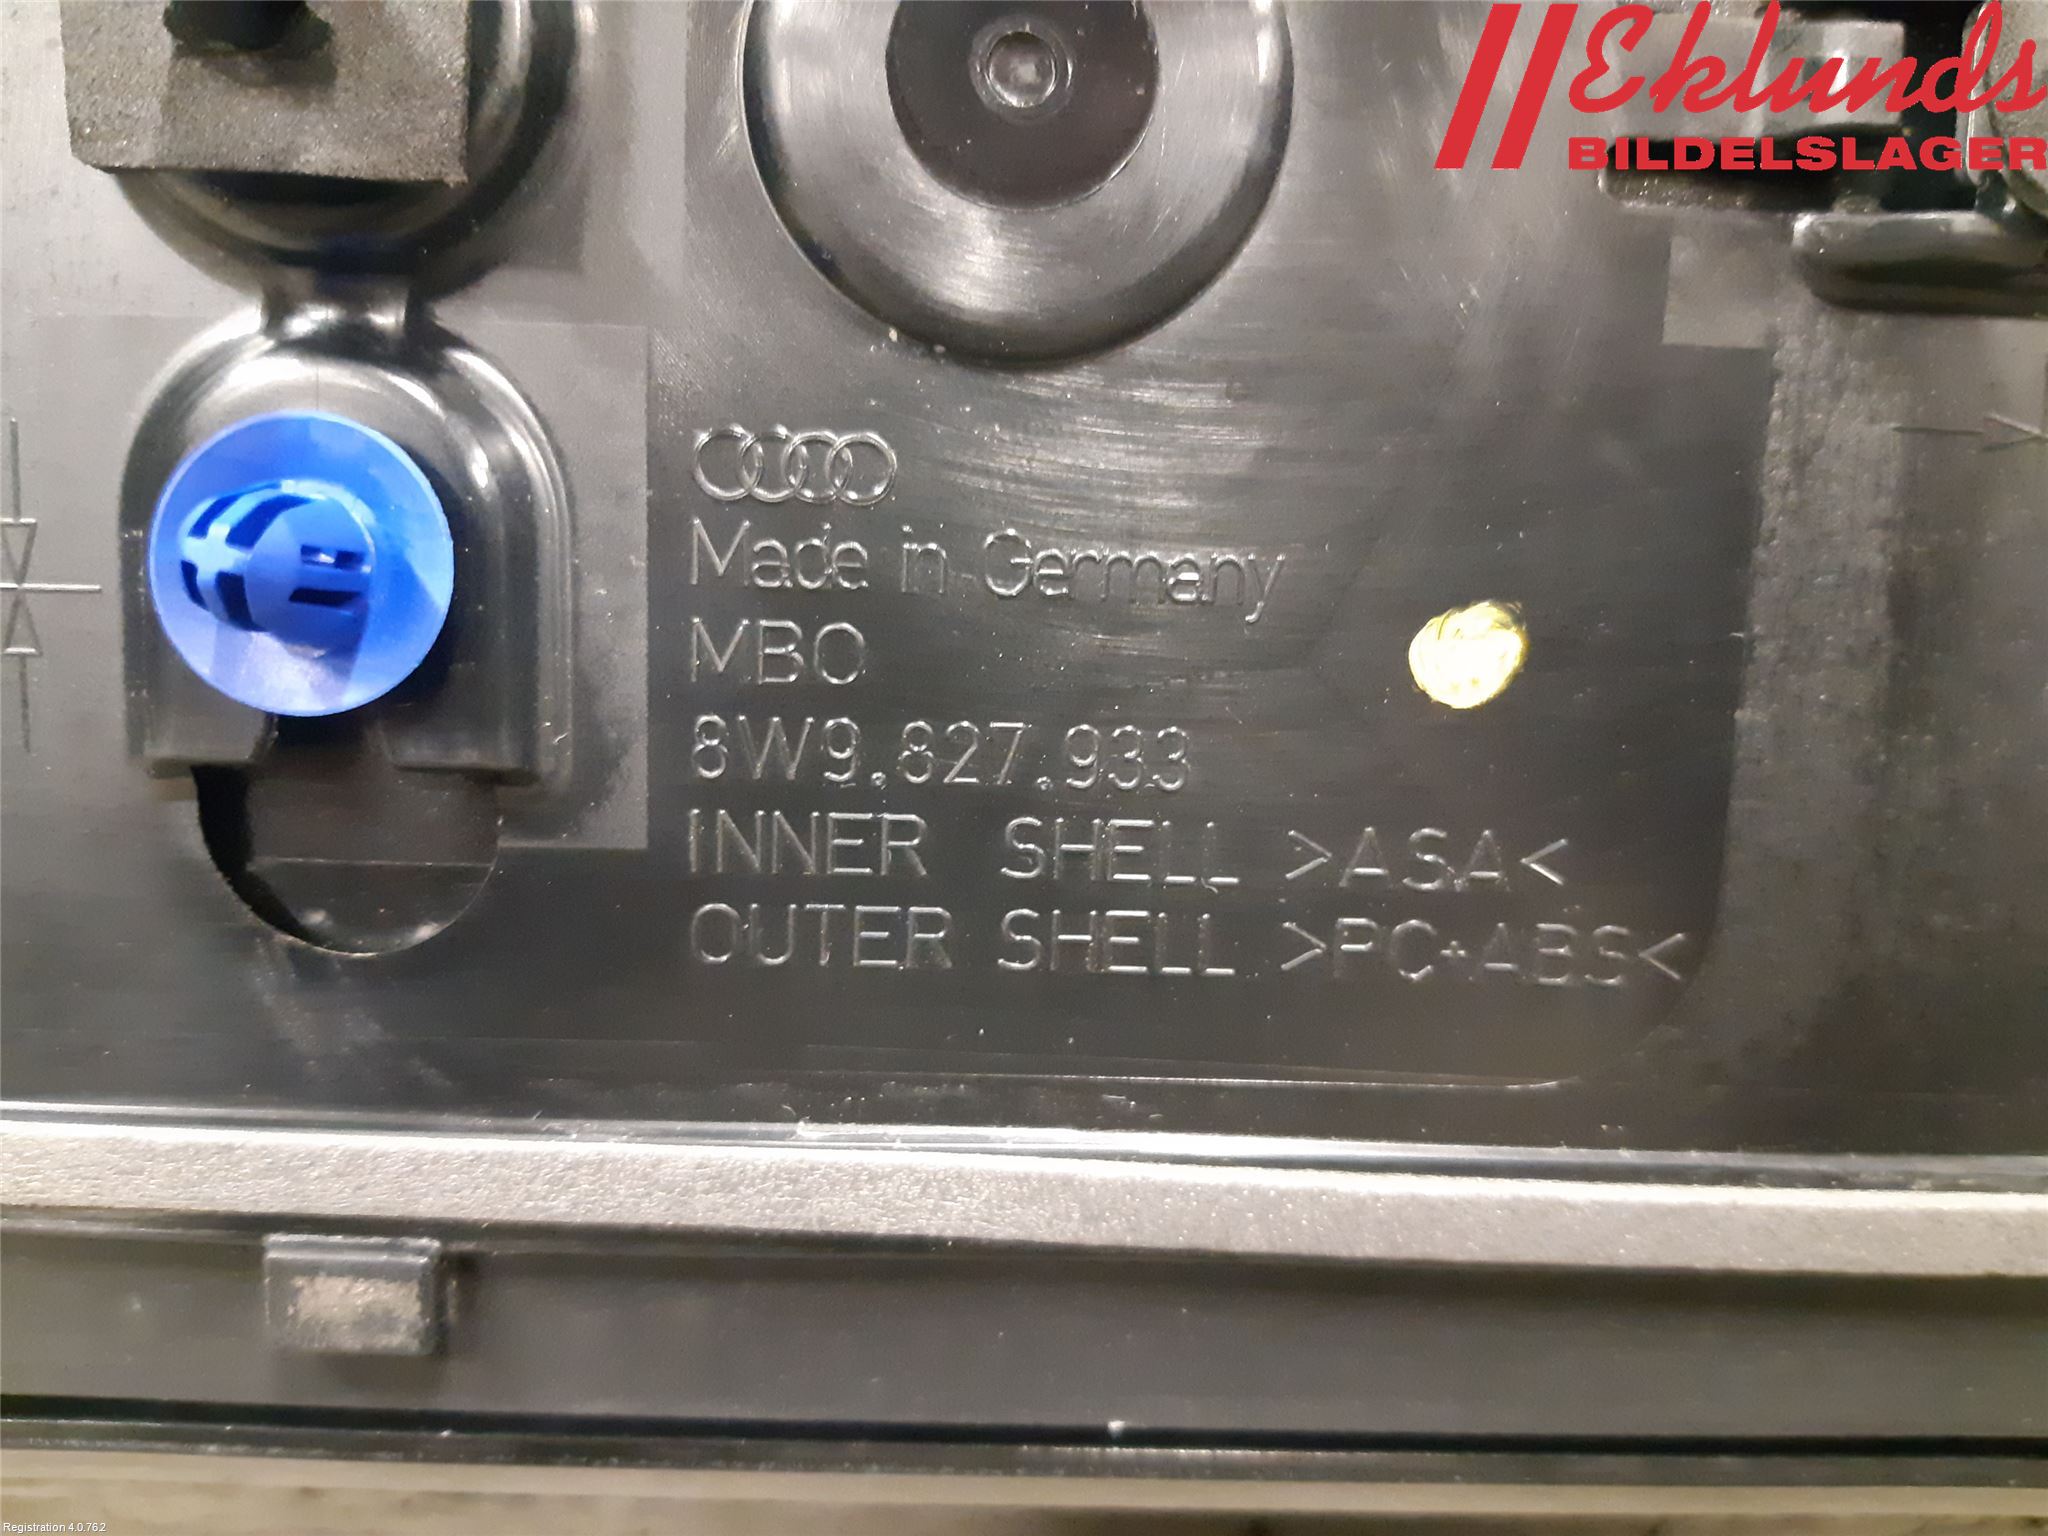 Eklunds
BILDELSLAGER
Made in Germany
MBO
8W9.827.933
INNER SHELL >ASA<
OUTER SHELL >PC+ABS<
Registration 4.0.762